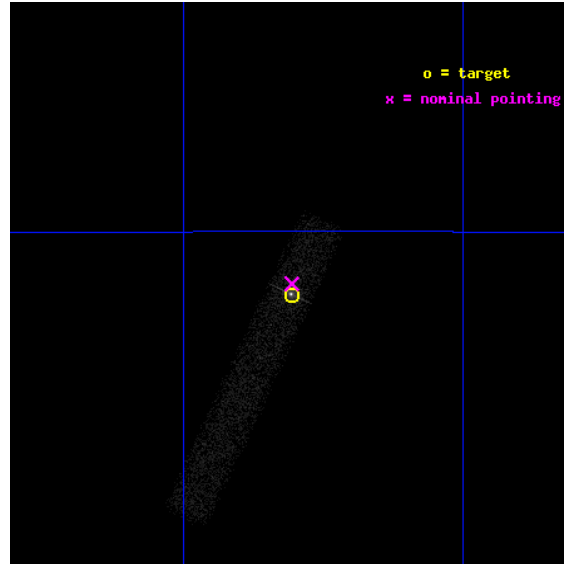 o = target
x = nominal pointing